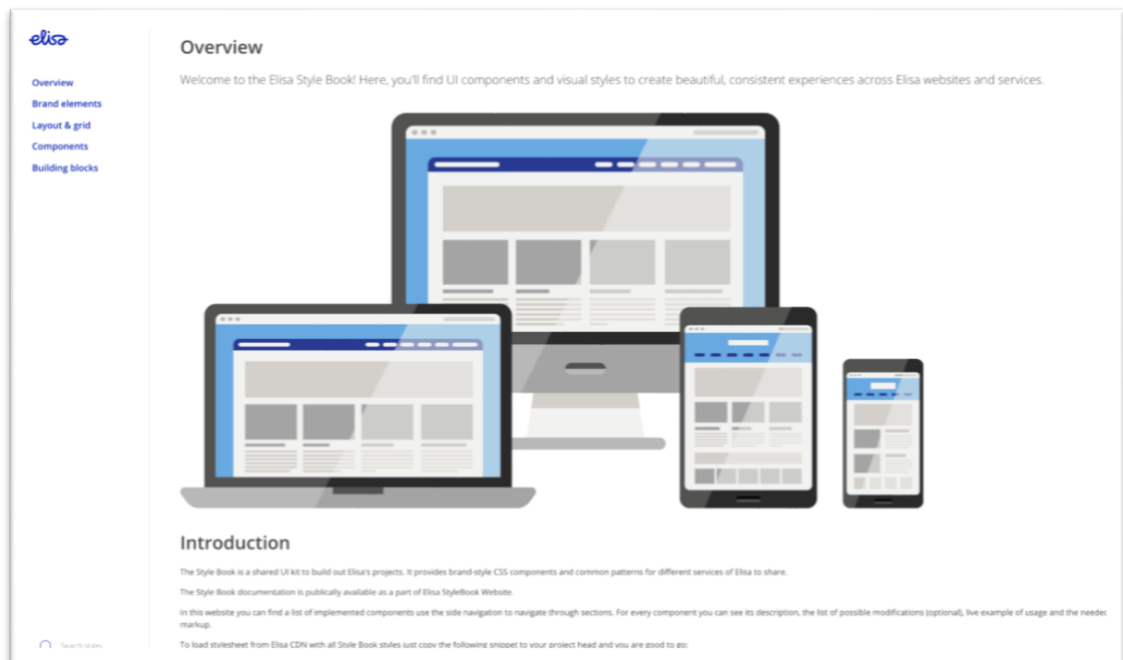 elisa
Overview
Brand elements
Layout & grid
Components
Building blocks
Search styles
Overview
Welcome to the Elisa Style Book! Here, you'll find UI components and visual styles to create beautiful, consistent experiences across Elisa websites and services.
Introduction
The Style Book is a shared UI kit to build out Elisa's projects. It provides brand-style CSS components and common patterns for different services of Elisa to share.
The Style Book documentation is publically available as a part of Elisa StyleBook Website.
In this website you can find a list of implemented components use the side navigation to navigate through sections. For every component you can see its description, the list of possible modifications (optional), live example of usage and the needed
markup.
To load stylesheet from Elisa CDN with all Style Book styles just copy the following snippet to your project head and you are good to go: